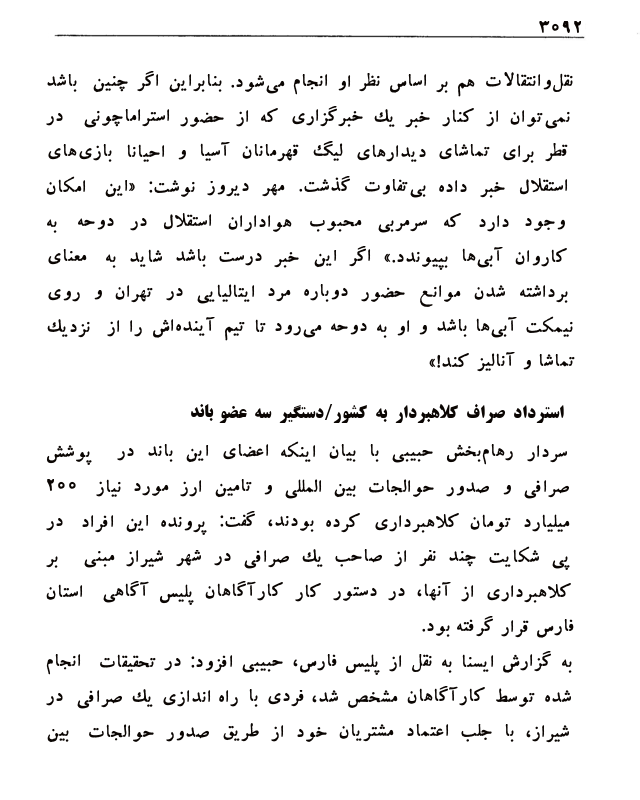 ۳۰۹۲
نقل‌وانتقالات هم بر اساس نظر او انجام می‌شود. بنابراین اگر چنین باشد
نمی‌توان از کنار خبر یك خبرگزاری که از حضور استراماچونی در
قطر برای تماشای دیدارهای لیگ قهرمانان آسیا و احیانا بازی‌های
استقلال خبر داده بی‌تفاوت گذشت. مهر دیروز نوشت: «این امکان
وجود دارد که سرمربی محبوب هواداران استقلال در دوحه به
کاروان آبی‌ها بپیوندد.» اگر این خبر درست باشد شاید به معنای
برداشته شدن موانع حضور دوباره مرد ایتالیایی در تهران و روی
نیمکت آبی‌ها باشد و او به دوحه می‌رود تا تیم آینده‌اش را از نزدیك
تماشا و آنالیز کند!»
استرداد صراف کلاهبردار به کشور/دستگیر سه عضو باند
سردار رهام‌بخش حبیبی با بیان اینکه اعضای این باند در پوشش
صرافی و صدور حوالجات بین المللی و تامین ارز مورد نیاز ۲۰۰
میلیارد تومان کلاهبرداری کرده بودند، گفت: پرونده این افراد در
پی شکایت چند نفر از صاحب یك صرافی در شهر شیراز مبنی بر
کلاهبرداری از آنها، در دستور کار کارآگاهان پلیس آگاهی استان
فارس قرار گرفته بود.
به گزارش ایسنا به نقل از پلیس فارس، حبیبی افزود: در تحقیقات انجام
شده توسط کارآگاهان مشخص شد، فردی با راه اندازی یك صرافی در
شیراز، با جلب اعتماد مشتریان خود از طریق صدور حوالجات بین